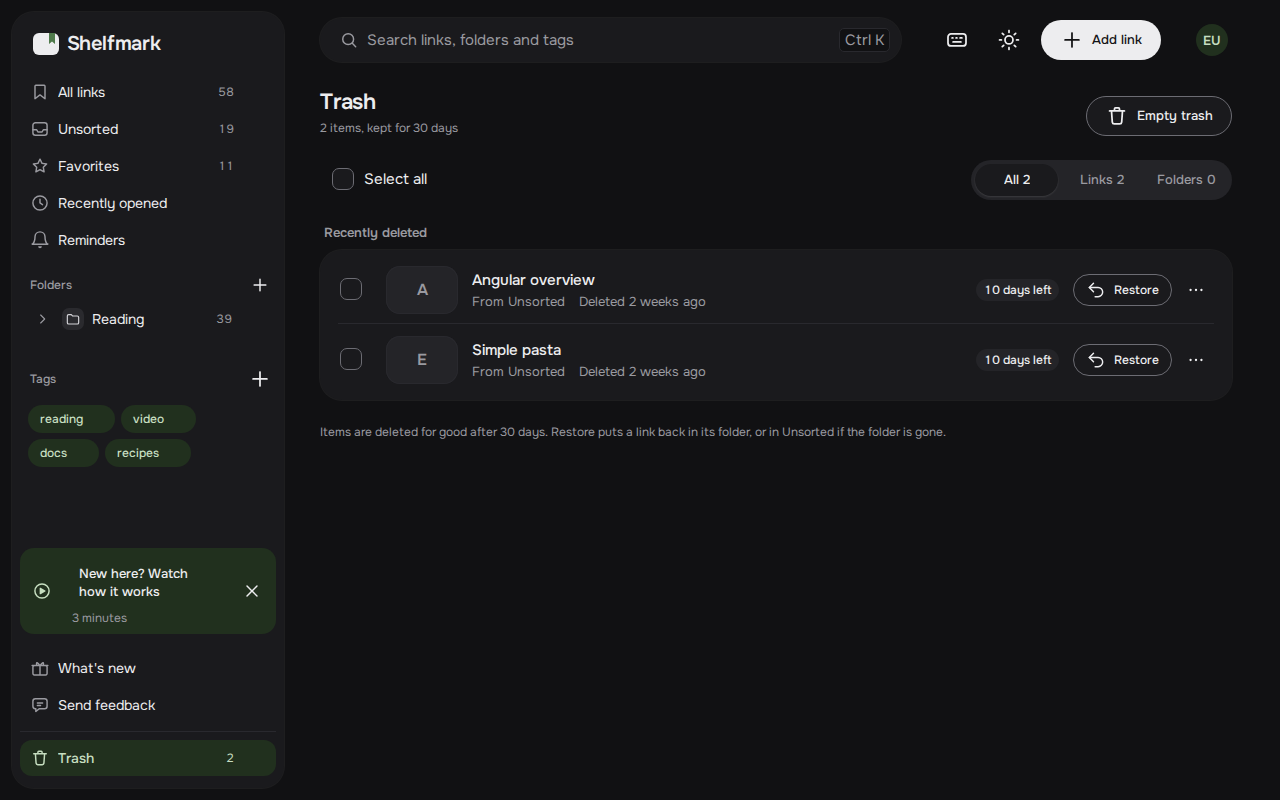 Shelfmark
All links 58
Unsorted 19
Favorites 11
Recently opened
Reminders
Folders
Reading 39
Tags
reading video
docs recipes
New here? Watch
how it works
3 minutes
What's new
Send feedback
Trash 2
Search links, folders and tags Ctrl K
Add link
EU
Trash
2 items, kept for 30 days
Empty trash
Select all
All 2 Links 2 Folders 0
Recently deleted
A
Angular overview
From Unsorted Deleted 2 weeks ago
10 days left Restore
E
Simple pasta
From Unsorted Deleted 2 weeks ago
10 days left Restore
Items are deleted for good after 30 days. Restore puts a link back in its folder, or in Unsorted if the folder is gone.